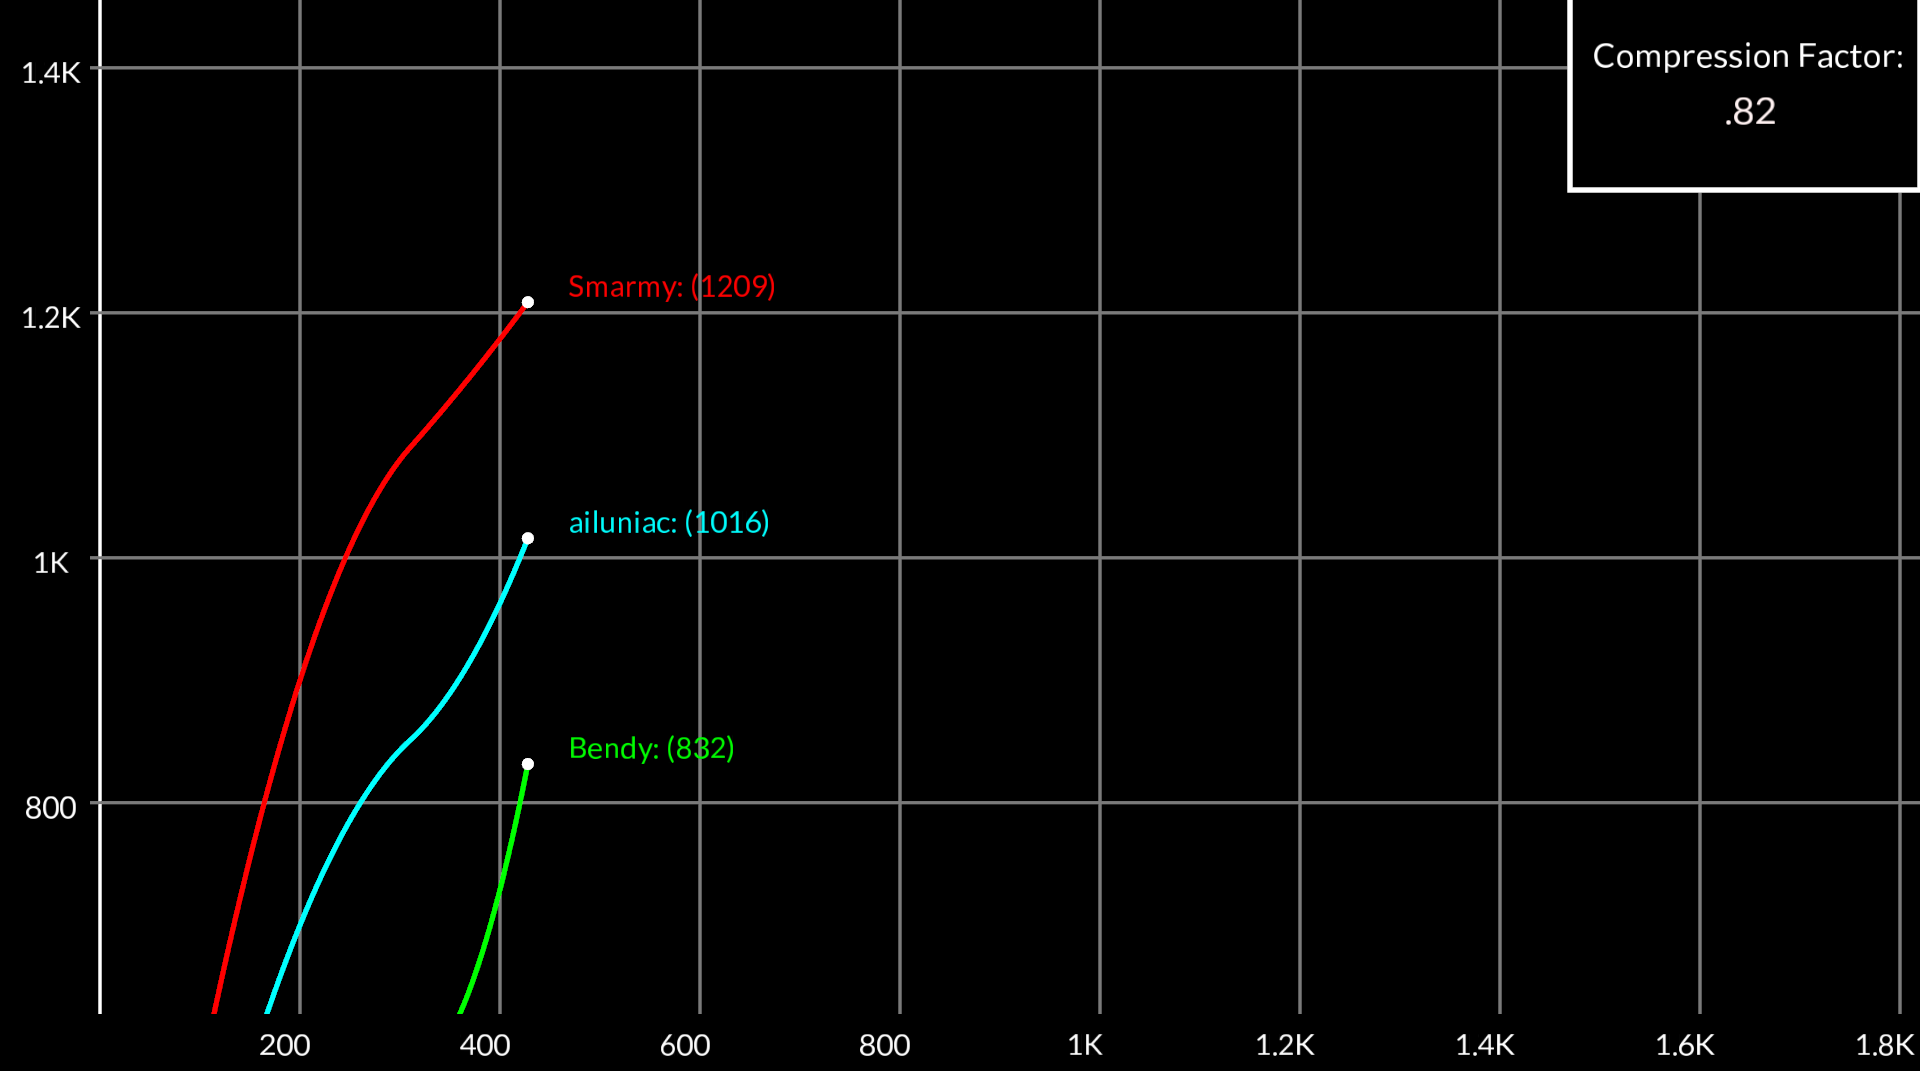 Compression Factor:
.82
1.4K
Smarmy: (1209)
1.2K
ailuniac: (1016)
1K
Bendy: (832)
800
200 400 600 800 1K 1.2K 1.4K 1.6K 1.8K